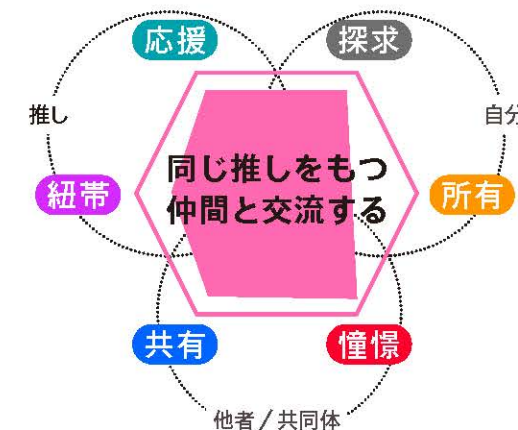 応援
探求
推し
自分
同じ推しをもつ
仲間と交流する
紐帯
所有
共有
憧憬
他者/共同体